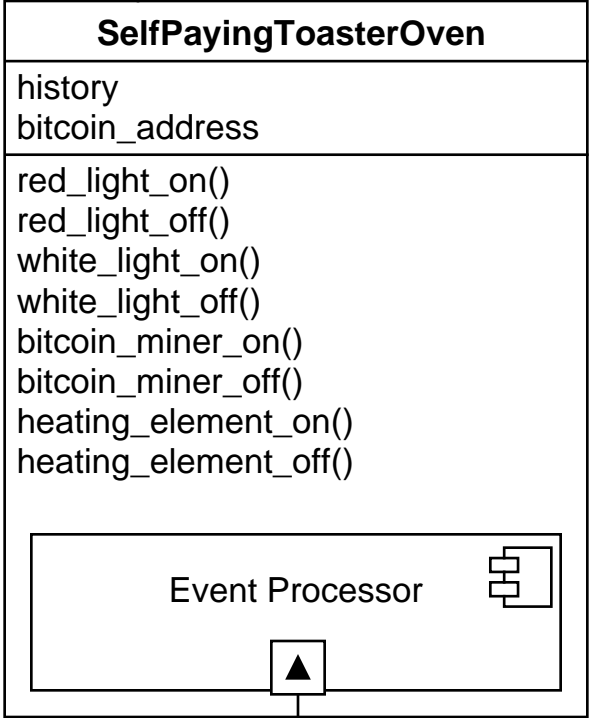 SelfPayingToasterOven
history
bitcoin_address
red_light_on()
red_light_off()
white_light_on()
white_light_off()
bitcoin_miner_on()
bitcoin_miner_off()
heating_element_on()
heating_element_off()
Event Processor